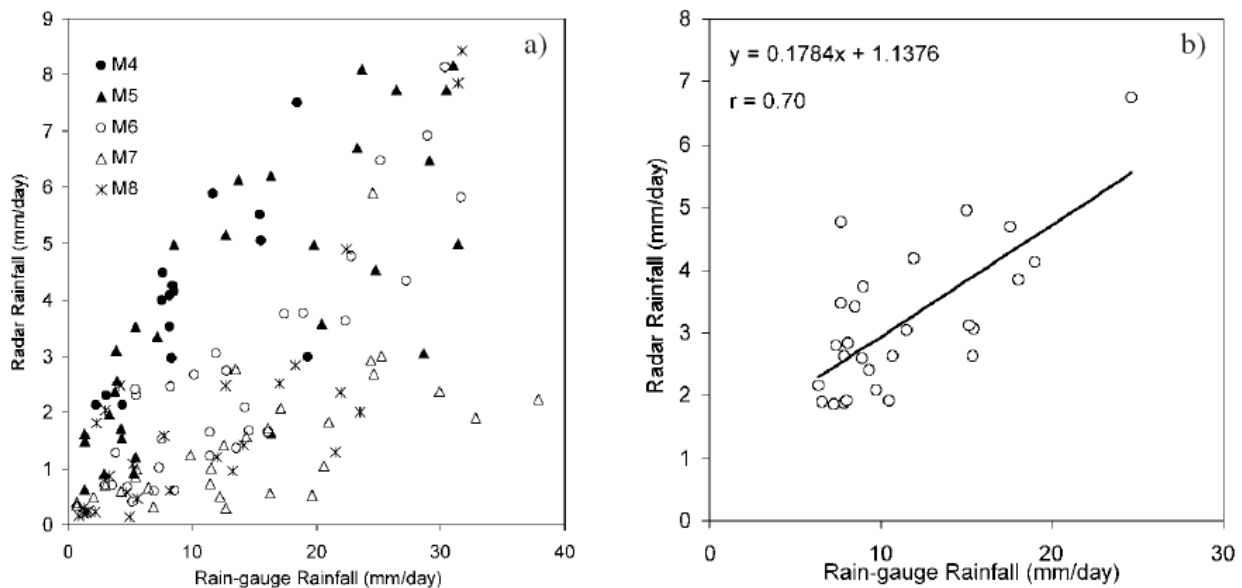 a)
9
8
7
6
5
4
3
2
1
0
M4
M5
M6
M7
M8
Radar Rainfall (mm/day)
0 10 20 30 40
Rain-gauge Rainfall (mm/day)
b)
y = 0.1784x + 1.1376
r = 0.70
8
7
6
5
4
3
2
1
0
Radar Rainfall (mm/day)
0 10 20 30
Rain-gauge Rainfall (mm/day)